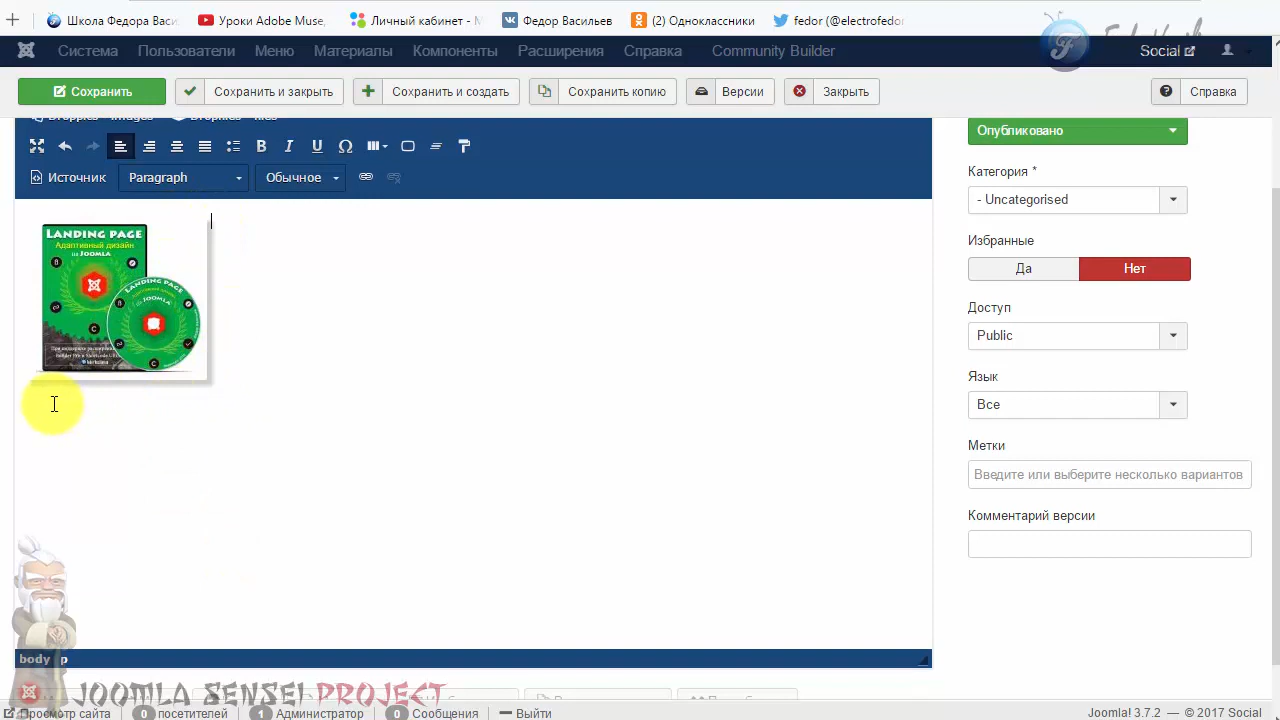 Школа Федора Васи
Уроки Adobe Muse,
Личный кабинет - М
Федор Васильев
(2) Одноклассники
fedor (@electrofedor
Система Пользователи Меню Материалы Компоненты Расширения Справка Community Builder Social
Сохранить Сохранить и закрыть Сохранить и создать Сохранить копию Версии Закрыть Справка
Источник Paragraph Обычное
LANDING PAGE
Адаптивный дизайн
на JOOMLA
LANDING PAGE
body p
Опубликовано
Категория *
- Uncategorised
Избранные
Да Нет
Доступ
Public
Язык
Все
Метки
Введите или выберите несколько вариантов
Комментарий версии
JOOMLA SENSEI PROJECT
Просмотр сайта 0 посетителей 1 Администратор 0 Сообщения Выйти
Joomla! 3.7.2 — © 2017 Social